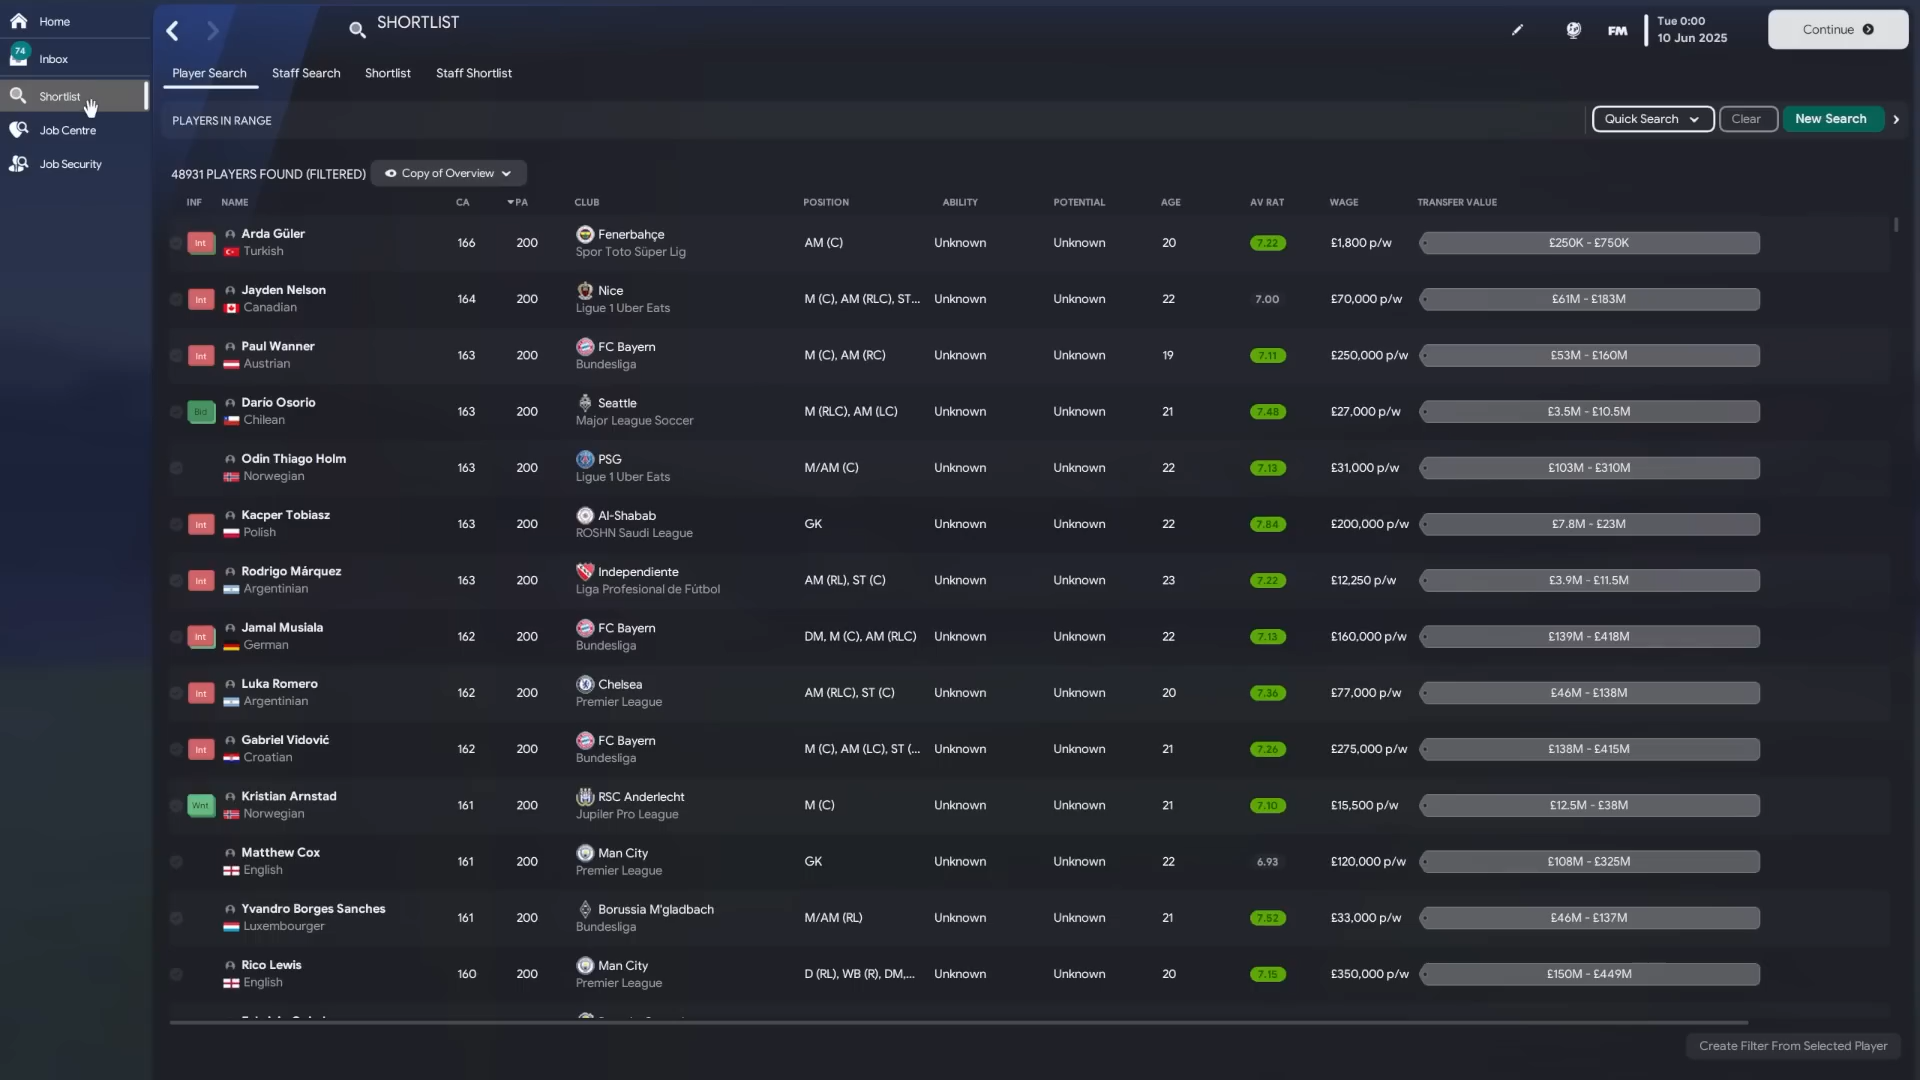 Home
74
Inbox
Shortlist
Job Centre
Job Security
SHORTLIST
FM
Tue 0:00
10 Jun 2025
Continue
Player Search Staff Search Shortlist Staff Shortlist
PLAYERS IN RANGE
Quick Search Clear New Search
48931 PLAYERS FOUND (FILTERED) Copy of Overview
INF NAME CA PA CLUB POSITION ABILITY POTENTIAL AGE AV RAT WAGE TRANSFER VALUE
Int Arda Güler 166 200 Fenerbahçe AM (C) Unknown Unknown 20 7.22 £1,800 p/w £250K - £750K
Turkish Spor Toto Süper Lig
Int Jayden Nelson 164 200 Nice M (C), AM (RLC), ST... Unknown Unknown 22 7.00 £70,000 p/w £61M - £183M
Canadian Ligue 1 Uber Eats
Int Paul Wanner 163 200 FC Bayern M (C), AM (RC) Unknown Unknown 19 7.11 £250,000 p/w £53M - £160M
Austrian Bundesliga
Bid Darío Osorio 163 200 Seattle M (RLC), AM (LC) Unknown Unknown 21 7.48 £27,000 p/w £3.5M - £10.5M
Chilean Major League Soccer
Odin Thiago Holm 163 200 PSG M/AM (C) Unknown Unknown 22 7.13 £31,000 p/w £103M - £310M
Norwegian Ligue 1 Uber Eats
Int Kacper Tobiasz 163 200 Al-Shabab GK Unknown Unknown 22 7.84 £200,000 p/w £7.8M - £23M
Polish ROSHN Saudi League
Int Rodrigo Márquez 163 200 Independiente AM (RL), ST (C) Unknown Unknown 23 7.22 £12,250 p/w £3.9M - £11.5M
Argentinian Liga Profesional de Fútbol
Int Jamal Musiala 162 200 FC Bayern DM, M (C), AM (RLC) Unknown Unknown 22 7.13 £160,000 p/w £139M - £418M
German Bundesliga
Int Luka Romero 162 200 Chelsea AM (RLC), ST (C) Unknown Unknown 20 7.36 £77,000 p/w £46M - £138M
Argentinian Premier League
Int Gabriel Vidović 162 200 FC Bayern M (C), AM (LC), ST (... Unknown Unknown 21 7.26 £275,000 p/w £138M - £415M
Croatian Bundesliga
Wnt Kristian Arnstad 161 200 RSC Anderlecht M (C) Unknown Unknown 21 7.10 £15,500 p/w £12.5M - £38M
Norwegian Jupiler Pro League
Matthew Cox 161 200 Man City GK Unknown Unknown 22 6.93 £120,000 p/w £108M - £325M
English Premier League
Yvandro Borges Sanches 161 200 Borussia M'gladbach M/AM (RL) Unknown Unknown 21 7.52 £33,000 p/w £46M - £137M
Luxembourger Bundesliga
Rico Lewis 160 200 Man City D (RL), WB (R), DM,... Unknown Unknown 20 7.15 £350,000 p/w £150M - £449M
English Premier League
Create Filter From Selected Player